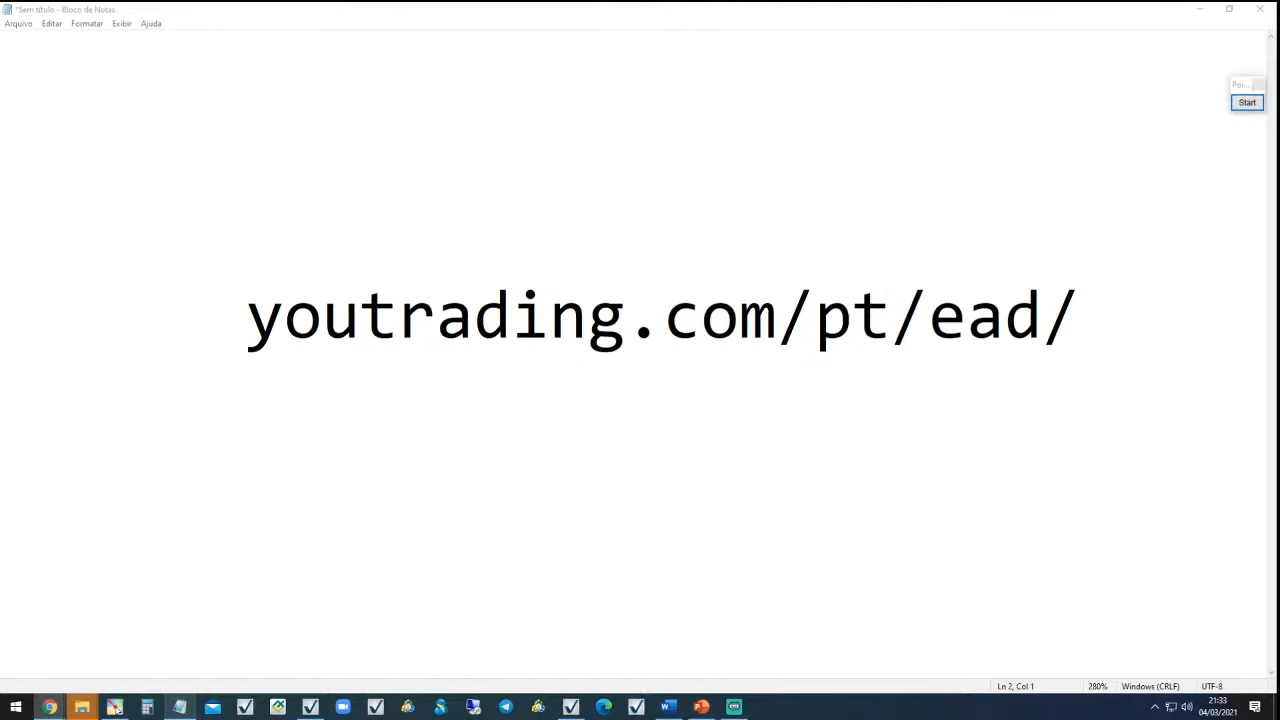 *Sem título - Bloco de Notas
Arquivo Editar Formatar Exibir Ajuda
Por...
Start
youtrading.com/pt/ead/
Ln 2, Col 1 280% Windows (CRLF) UTF-8
21:33
04/03/2021